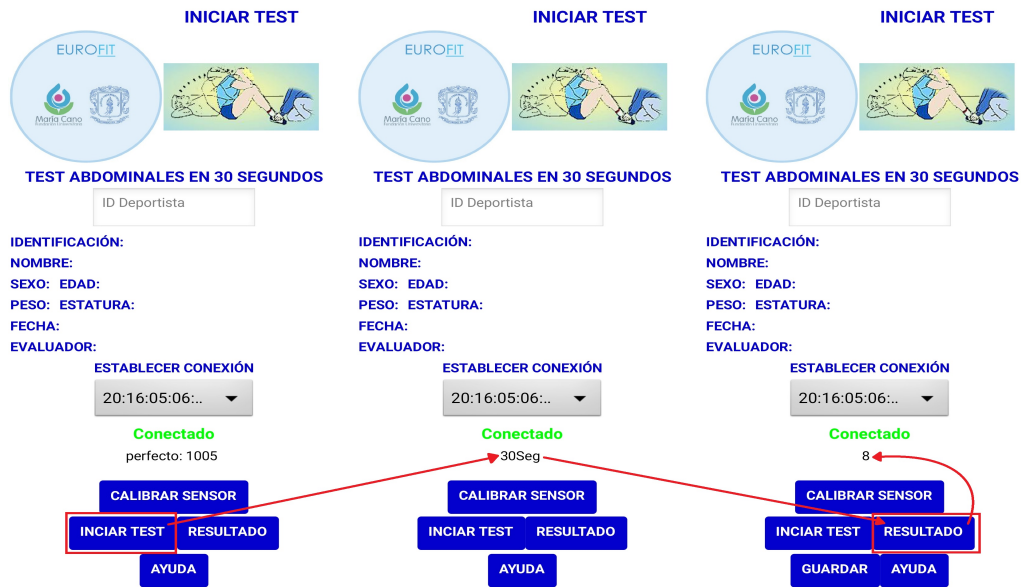 INICIAR TEST
EUROFIT
María Cano
TEST ABDOMINALES EN 30 SEGUNDOS
ID Deportista
IDENTIFICACIÓN:
NOMBRE:
SEXO: EDAD:
PESO: ESTATURA:
FECHA:
EVALUADOR:
ESTABLECER CONEXIÓN
20:16:05:06:..
Conectado
perfecto: 1005
CALIBRAR SENSOR
INCIAR TEST RESULTADO
AYUDA
INICIAR TEST
EUROFIT
María Cano
TEST ABDOMINALES EN 30 SEGUNDOS
ID Deportista
IDENTIFICACIÓN:
NOMBRE:
SEXO: EDAD:
PESO: ESTATURA:
FECHA:
EVALUADOR:
ESTABLECER CONEXIÓN
20:16:05:06:..
Conectado
30Seg
CALIBRAR SENSOR
INCIAR TEST RESULTADO
AYUDA
INICIAR TEST
EUROFIT
María Cano
TEST ABDOMINALES EN 30 SEGUNDOS
ID Deportista
IDENTIFICACIÓN:
NOMBRE:
SEXO: EDAD:
PESO: ESTATURA:
FECHA:
EVALUADOR:
ESTABLECER CONEXIÓN
20:16:05:06:..
Conectado
8
CALIBRAR SENSOR
INCIAR TEST RESULTADO
GUARDAR AYUDA